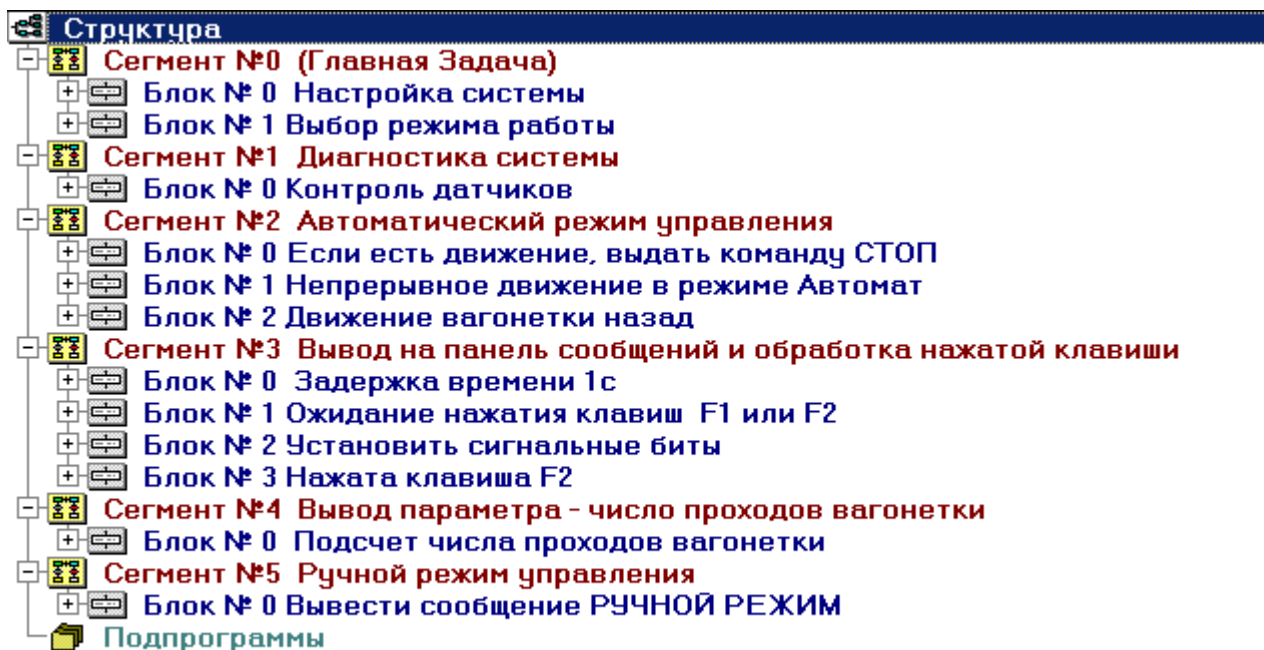 Структура
Сегмент №0 (Главная Задача)
Блок № 0 Настройка системы
Блок № 1 Выбор режима работы
Сегмент №1 Диагностика системы
Блок № 0 Контроль датчиков
Сегмент №2 Автоматический режим управления
Блок № 0 Если есть движение, выдать команду СТОП
Блок № 1 Непрерывное движение в режиме Автомат
Блок № 2 Движение вагонетки назад
Сегмент №3 Вывод на панель сообщений и обработка нажатой клавиши
Блок № 0 Задержка времени 1с
Блок № 1 Ожидание нажатия клавиш F1 или F2
Блок № 2 Установить сигнальные биты
Блок № 3 Нажата клавиша F2
Сегмент №4 Вывод параметра - число проходов вагонетки
Блок № 0 Подсчет числа проходов вагонетки
Сегмент №5 Ручной режим управления
Блок № 0 Вывести сообщение РУЧНОЙ РЕЖИМ
Подпрограммы